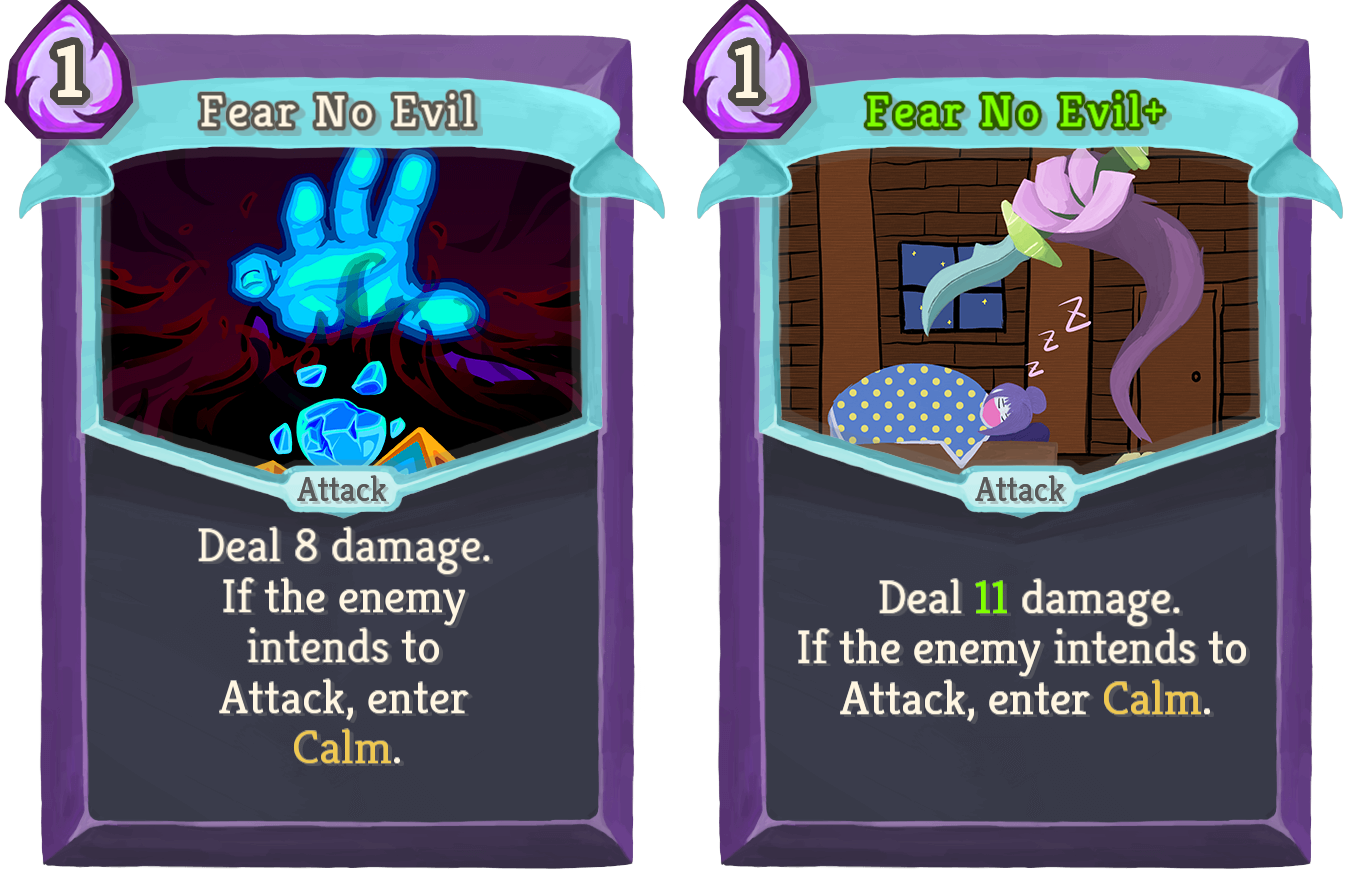 1
Fear No Evil
Attack
Deal 8 damage.
If the enemy
intends to
Attack, enter
Calm.
1
Fear No Evil+
z z z
Attack
Deal 11 damage.
If the enemy intends to
Attack, enter Calm.